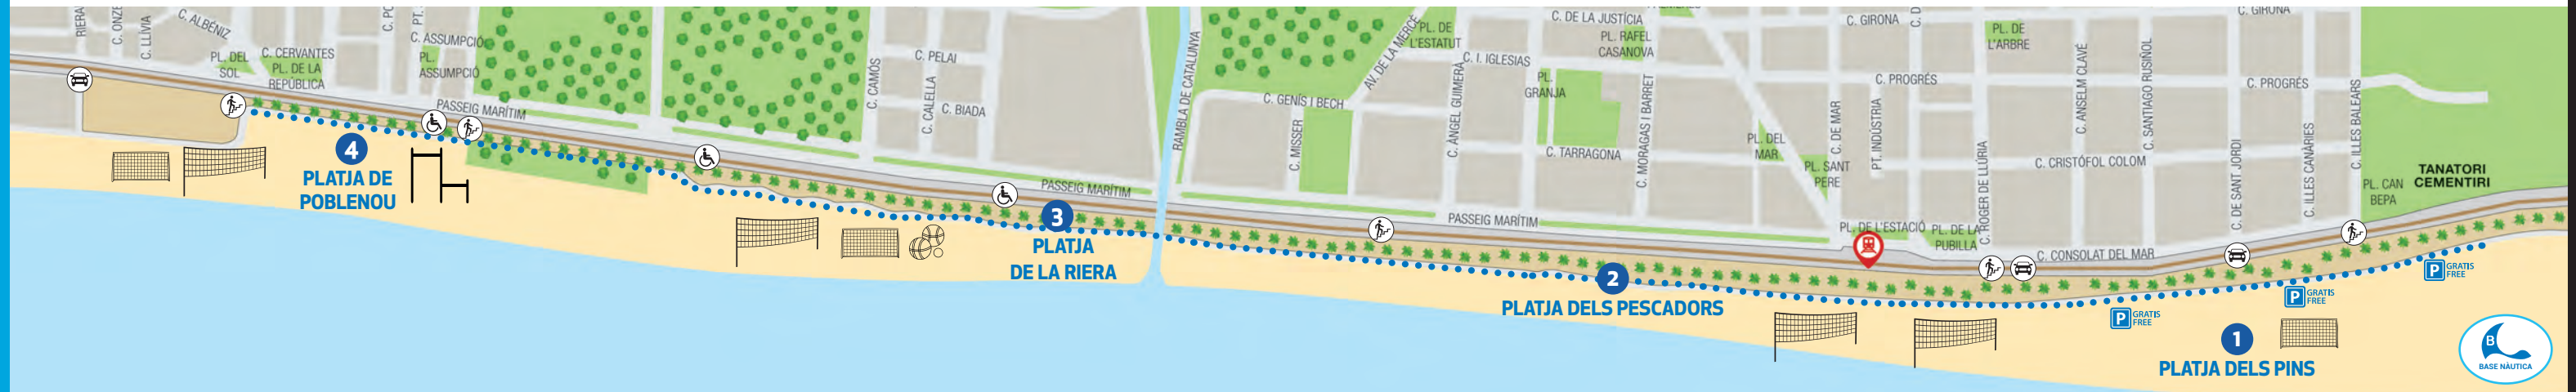 RIERA
C. LLÍVIA
C. ALBÉNIZ
PL. DEL
SOL
C. CERVANTES
PL. DE LA
REPÚBLICA
C. ASSUMPCIÓ
PL.
ASSUMPCIÓ
PASSEIG MARÍTIM
4
PLATJA DE
POBLENOU
C. CAMÓS
C. PELAI
C. CALELLA
C. BIADA
PASSEIG MARÍTIM
3
PLATJA
DE LA RIERA
RAMBLA DE CATALUNYA
C. GENÍS I BECH
C. MISSER
AV. DE LA MERCÈ
PL. DE
L'ESTATUT
C. ÀNGEL GUIMERÀ
C. I. IGLESIAS
C. DE LA JUSTÍCIA
PL. RAFEL
CASANOVA
PL.
GRANJA
C. TARRAGONA
C. MORAGAS I BARRET
PASSEIG MARÍTIM
2
PLATJA DELS PESCADORS
PL. DEL
MAR
PL. SANT
PERE
C. DE MAR
PT. INDÚSTRIA
C. GIRONA
C. PROGRÉS
PL. DE
L'ARBRE
PL. DE L'ESTACIÓ
PL. DE LA
PUBILLA
C. ROGER DE LLÚRIA
C. ANSELM CLAVÉ
C. SANTIAGO RUSIÑOL
C. CRISTÒFOL COLOM
C. CONSOLAT DEL MAR
C. GIRONA
C. PROGRÉS
C. DE SANT JORDI
C. ILLES CANÀRIES
C. ILLES BALEARS
PL. CAN
BEPA
TANATORI
CEMENTIRI
P GRATIS
FREE
P GRATIS
FREE
P GRATIS
FREE
1
PLATJA DELS PINS
B
BASE NÀUTICA